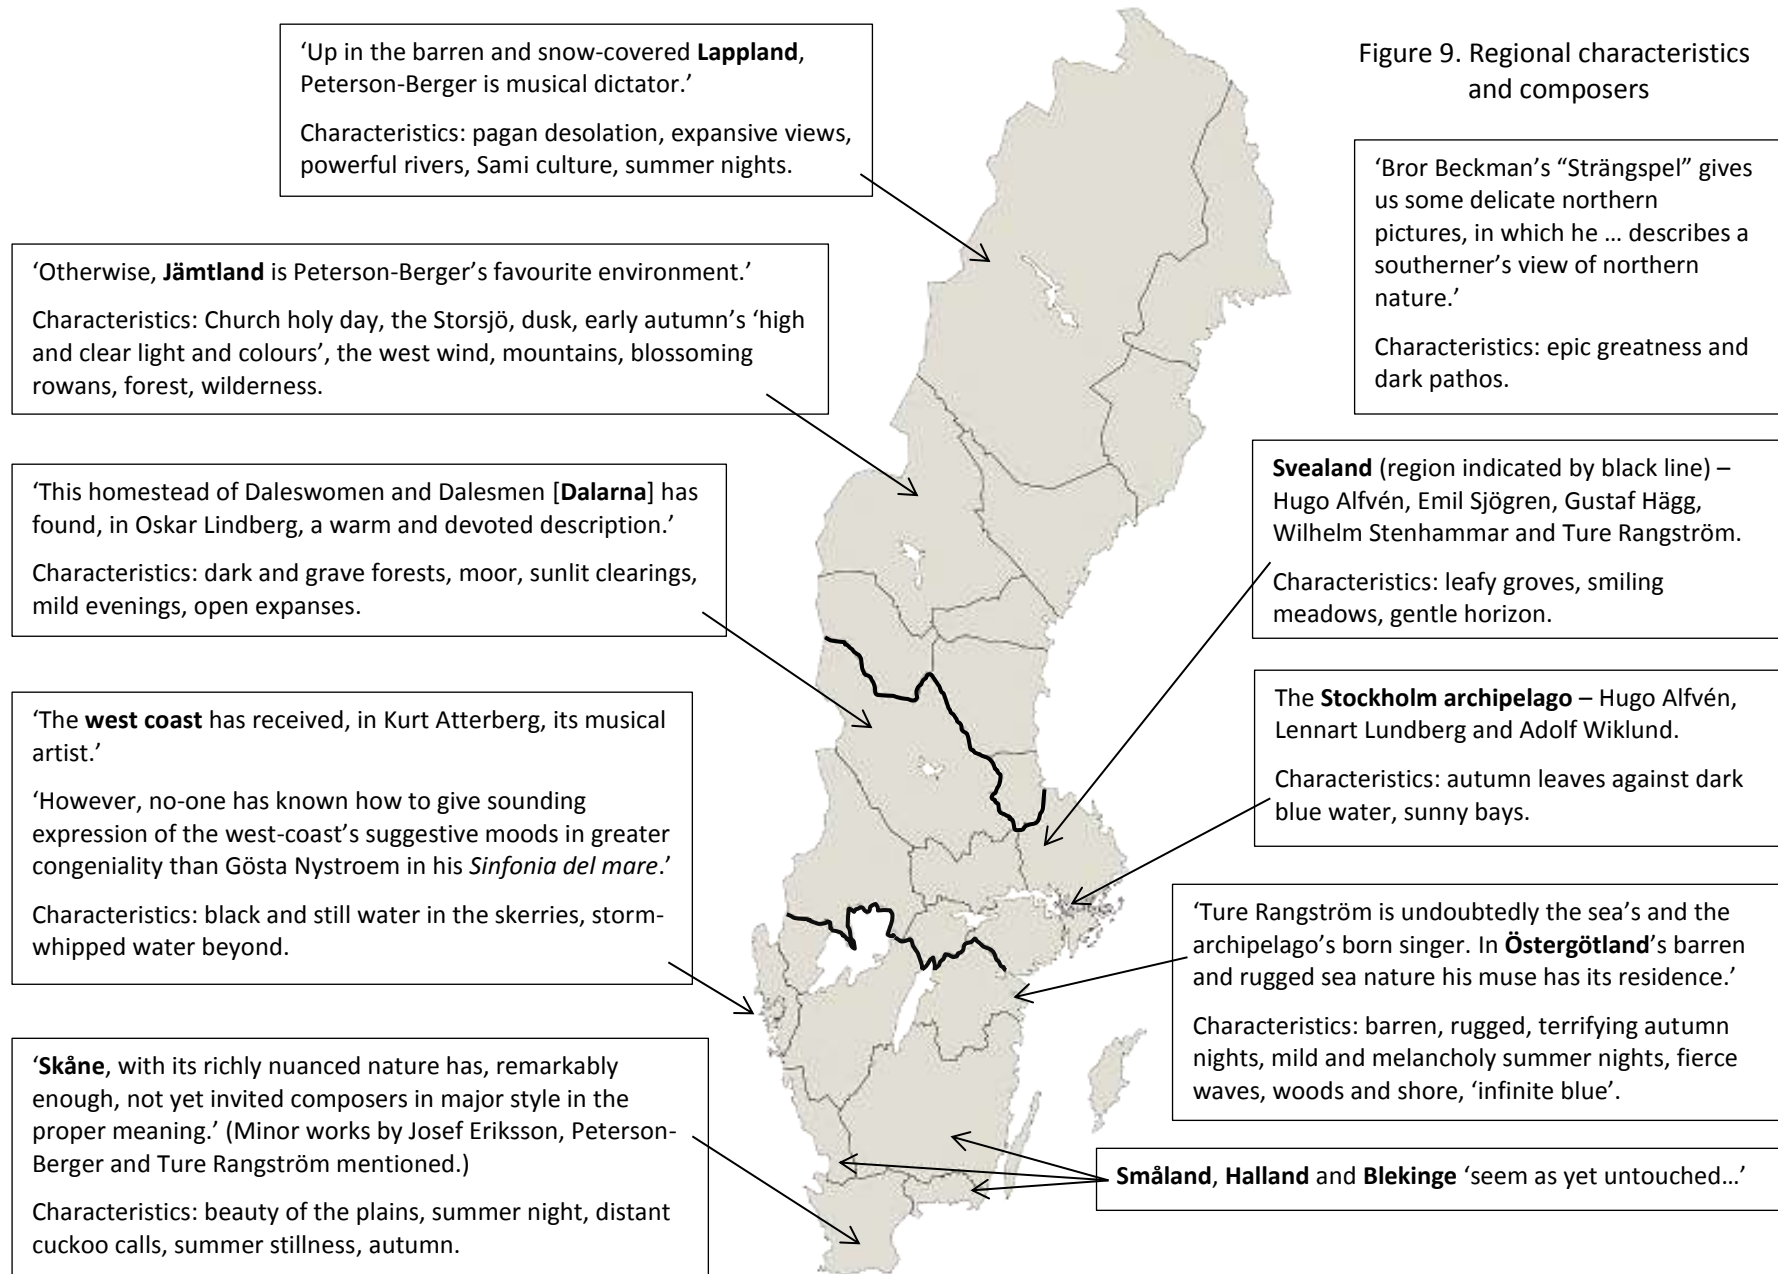 Figure 9. Regional characteristics
and composers
‘Up in the barren and snow-covered Lappland,
Peterson-Berger is musical dictator.’
Characteristics: pagan desolation, expansive views,
powerful rivers, Sami culture, summer nights.
‘Otherwise, Jämtland is Peterson-Berger’s favourite environment.’
Characteristics: Church holy day, the Storsjö, dusk, early autumn’s ‘high
and clear light and colours’, the west wind, mountains, blossoming
rowans, forest, wilderness.
‘This homestead of Daleswomen and Dalesmen [Dalarna] has
found, in Oskar Lindberg, a warm and devoted description.’
Characteristics: dark and grave forests, moor, sunlit clearings,
mild evenings, open expanses.
‘The west coast has received, in Kurt Atterberg, its musical
artist.’
‘However, no-one has known how to give sounding
expression of the west-coast’s suggestive moods in greater
congeniality than Gösta Nystroem in his Sinfonia del mare.’
Characteristics: black and still water in the skerries, storm-
whipped water beyond.
‘Skåne, with its richly nuanced nature has, remarkably
enough, not yet invited composers in major style in the
proper meaning.’ (Minor works by Josef Eriksson, Peterson-
Berger and Ture Rangström mentioned.)
Characteristics: beauty of the plains, summer night, distant
cuckoo calls, summer stillness, autumn.
‘Bror Beckman’s “Strängspel” gives
us some delicate northern
pictures, in which he … describes a
southerner’s view of northern
nature.’
Characteristics: epic greatness and
dark pathos.
Svealand (region indicated by black line) –
Hugo Alfvén, Emil Sjögren, Gustaf Hägg,
Wilhelm Stenhammar and Ture Rangström.
Characteristics: leafy groves, smiling
meadows, gentle horizon.
The Stockholm archipelago – Hugo Alfvén,
Lennart Lundberg and Adolf Wiklund.
Characteristics: autumn leaves against dark
blue water, sunny bays.
‘Ture Rangström is undoubtedly the sea’s and the
archipelago’s born singer. In Östergötland’s barren
and rugged sea nature his muse has its residence.’
Characteristics: barren, rugged, terrifying autumn
nights, mild and melancholy summer nights, fierce
waves, woods and shore, ‘infinite blue’.
Småland, Halland and Blekinge ‘seem as yet untouched…’